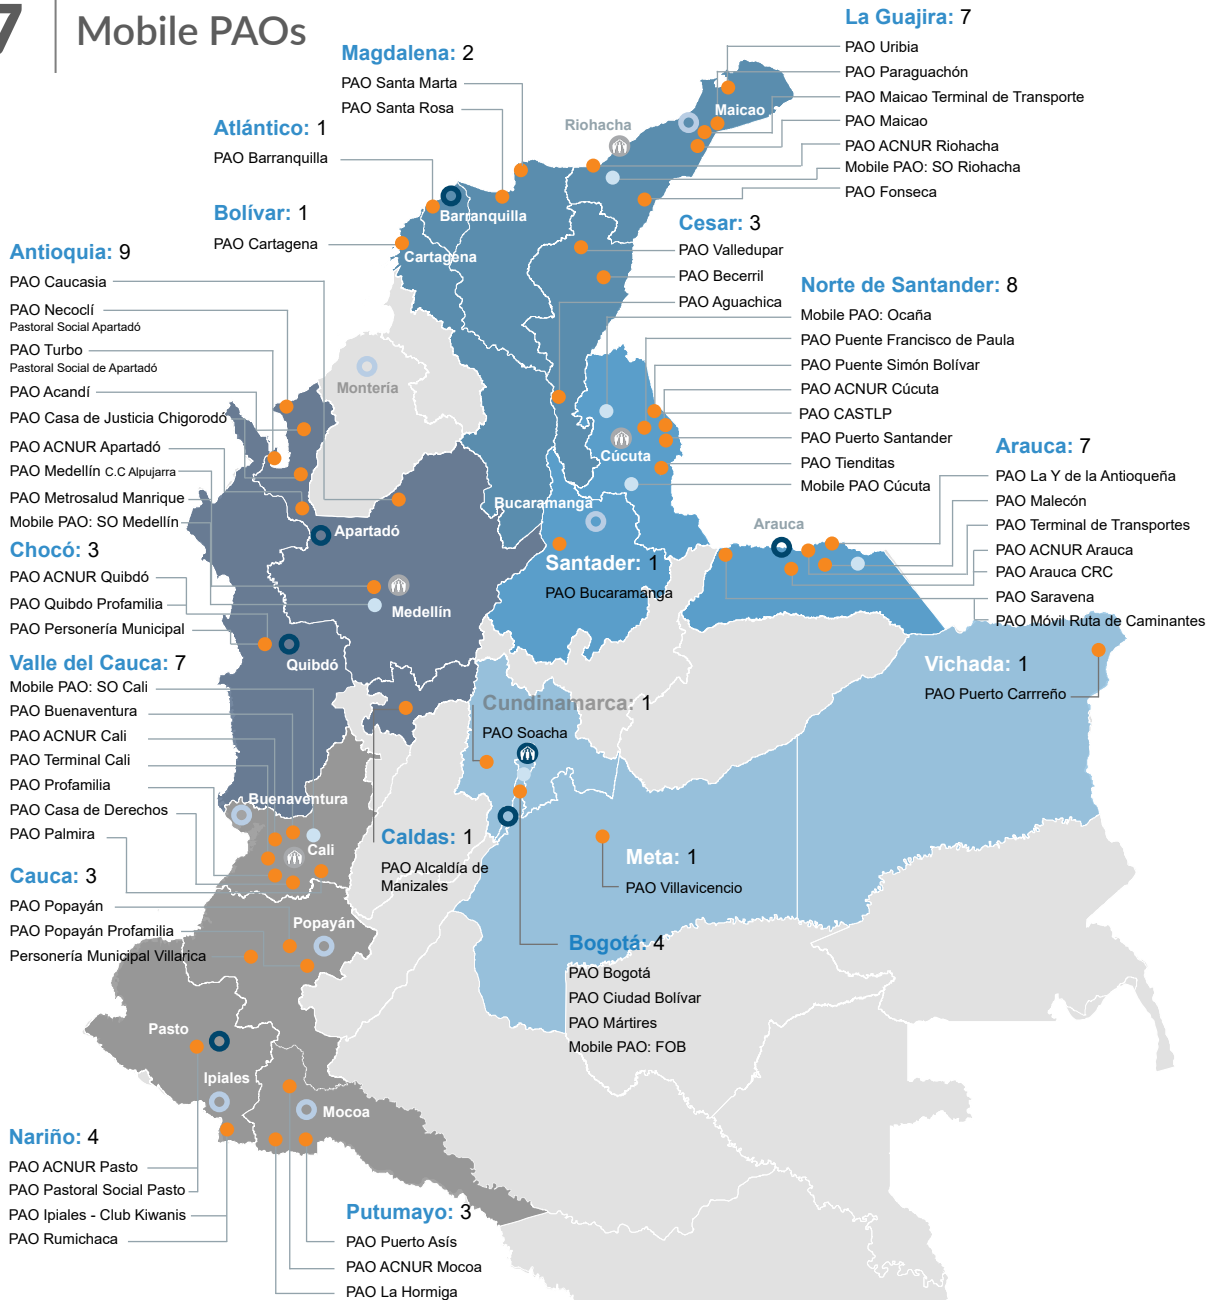 7
Mobile PAOs
La Guajira: 7
PAO Uribia
PAO Paraguachón
PAO Maicao Terminal de Transporte
PAO Maicao
PAO ACNUR Riohacha
Mobile PAO: SO Riohacha
PAO Fonseca
Magdalena: 2
PAO Santa Marta
PAO Santa Rosa
Atlántico: 1
PAO Barranquilla
Bolívar: 1
PAO Cartagena
Riohacha
Maicao
Barranquilla
Cartagena
Cesar: 3
PAO Valledupar
PAO Becerril
PAO Aguachica
Antioquia: 9
PAO Caucasia
PAO Necoclí
Pastoral Social Apartadó
PAO Turbo
Pastoral Social de Apartadó
PAO Acandí
PAO Casa de Justicia Chigorodó
PAO ACNUR Apartadó
PAO Medellín C.C Alpujarra
PAO Metrosalud Manrique
Mobile PAO: SO Medellín
Norte de Santander: 8
Mobile PAO: Ocaña
PAO Puente Francisco de Paula
PAO Puente Simón Bolívar
PAO ACNUR Cúcuta
PAO CASTLP
PAO Puerto Santander
PAO Tienditas
Mobile PAO Cúcuta
Montería
Cúcuta
Bucaramanga
Apartadó
Medellín
Quibdó
Arauca
Arauca: 7
PAO La Y de la Antioqueña
PAO Malecón
PAO Terminal de Transportes
PAO ACNUR Arauca
PAO Arauca CRC
PAO Saravena
PAO Móvil Ruta de Caminantes
Santader: 1
PAO Bucaramanga
Chocó: 3
PAO ACNUR Quibdó
PAO Quibdo Profamilia
PAO Personería Municipal
Vichada: 1
PAO Puerto Carrreño
Cundinamarca: 1
PAO Soacha
Valle del Cauca: 7
Mobile PAO: SO Cali
PAO Buenaventura
PAO ACNUR Cali
PAO Terminal Cali
PAO Profamilia
PAO Casa de Derechos
PAO Palmira
Buenaventura
Cali
Caldas: 1
PAO Alcaldía de
Manizales
Meta: 1
PAO Villavicencio
Cauca: 3
PAO Popayán
PAO Popayán Profamilia
Personería Municipal Villarica
Popayán
Bogotá: 4
PAO Bogotá
PAO Ciudad Bolívar
PAO Mártires
Mobile PAO: FOB
Pasto
Ipiales
Mocoa
Nariño: 4
PAO ACNUR Pasto
PAO Pastoral Social Pasto
PAO Ipiales - Club Kiwanis
PAO Rumichaca
Putumayo: 3
PAO Puerto Asís
PAO ACNUR Mocoa
PAO La Hormiga